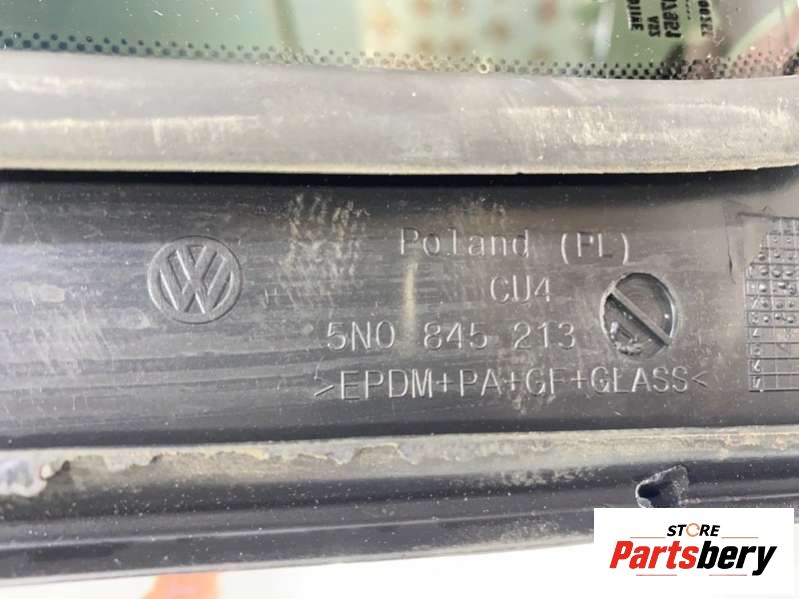 Poland (PL)
CU4
5N0 845 213
>EPDM+PA+GF+GLASS<
STORE
Partsbery